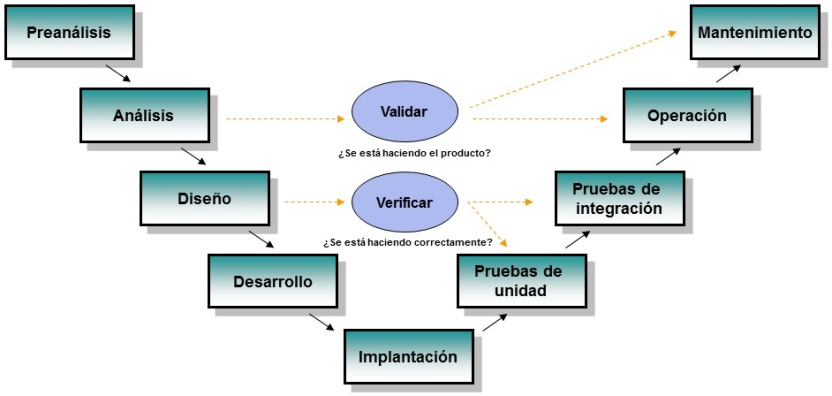 Preanálisis
Mantenimiento
Análisis
Validar
Operación
¿Se está haciendo el producto?
Diseño
Verificar
Pruebas de
integración
¿Se está haciendo correctamente?
Desarrollo
Pruebas de
unidad
Implantación